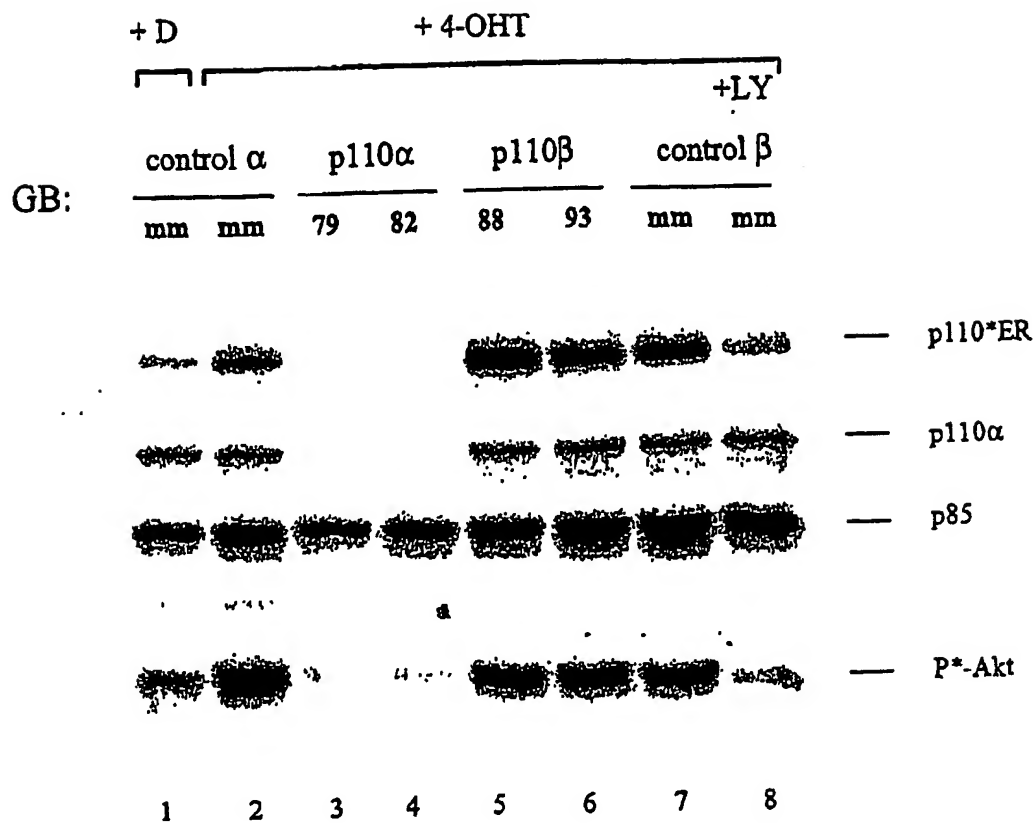 + D + 4-OHT
+LY
control α p110α p110β control β
GB: mm mm 79 82 88 93 mm mm
p110*ER
p110α
p85
P*-Akt
1 2 3 4 5 6 7 8